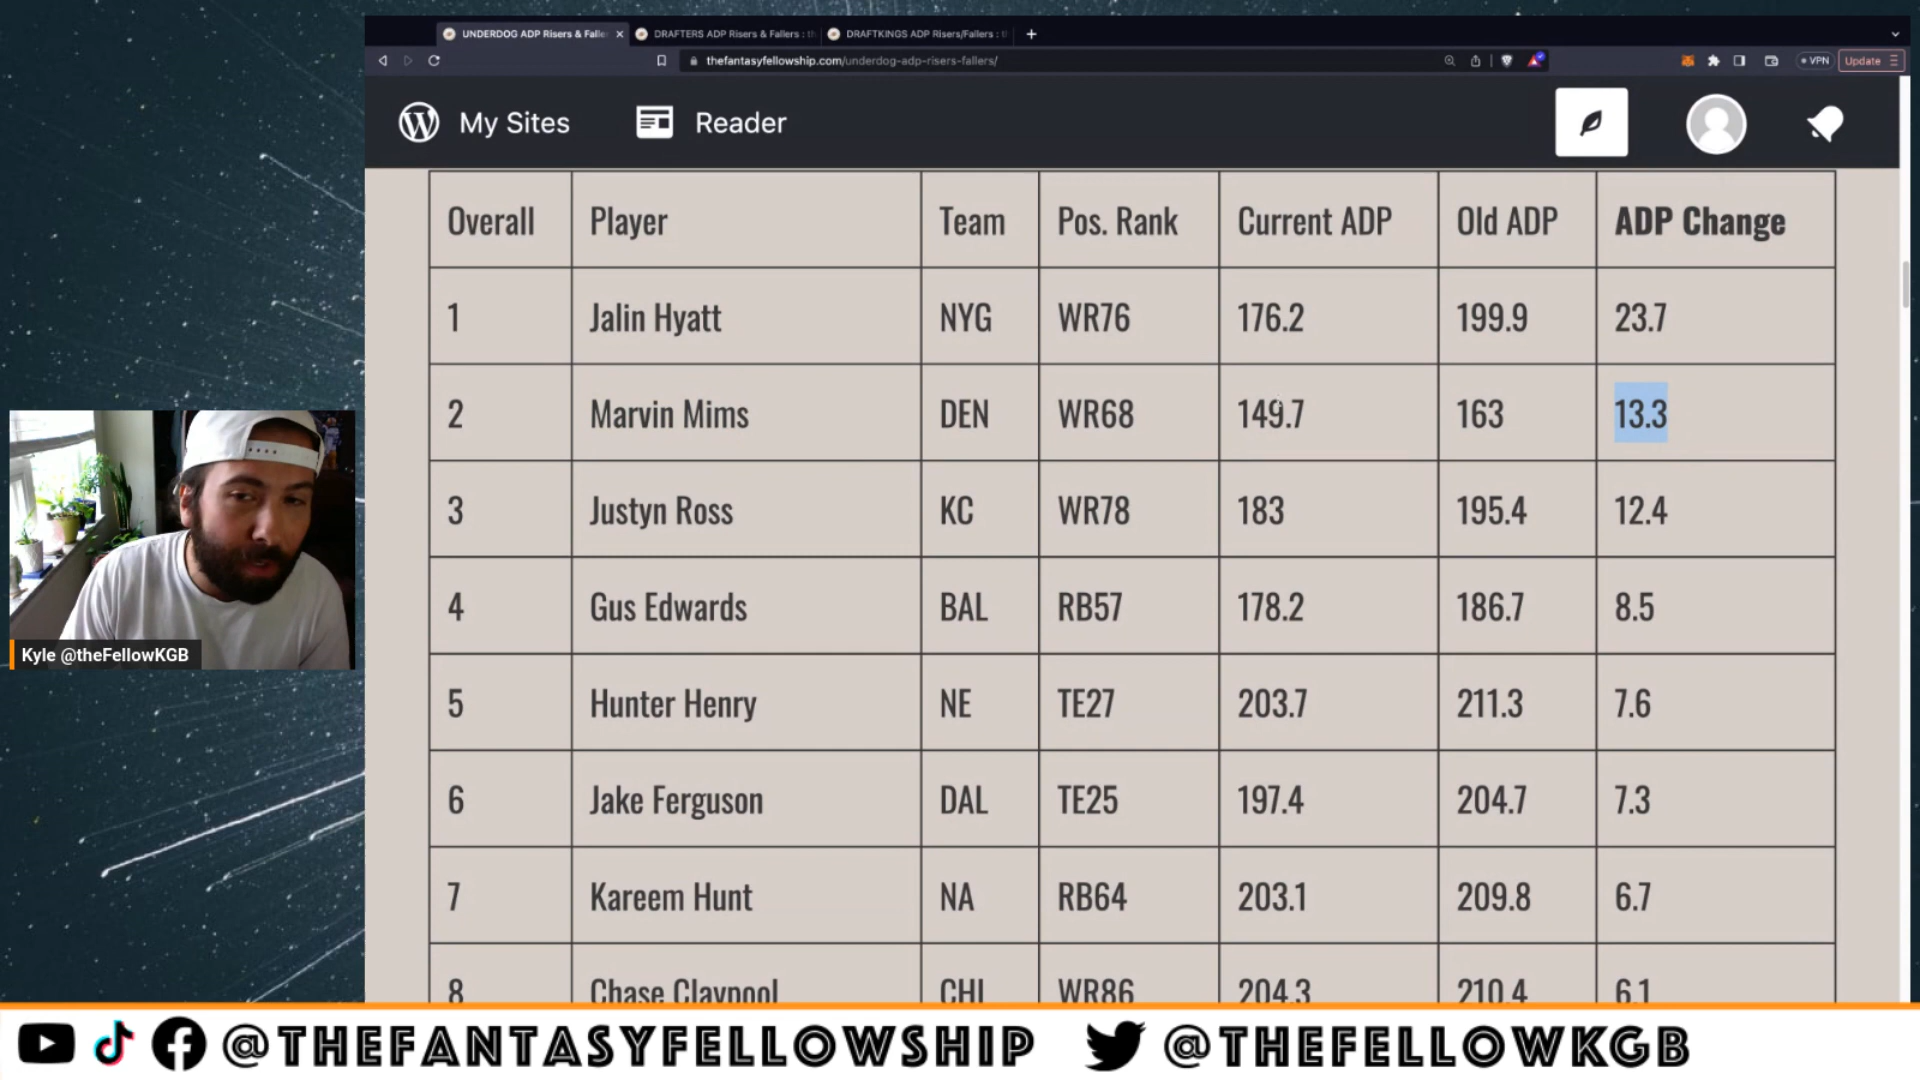 UNDERDOG ADP Risers & Falle
DRAFTERS ADP Risers & Fallers : th
DRAFTKINGS ADP Risers/Fallers : t
thefantasyfellowship.com/underdog-adp-risers-fallers/
VPN
Update
My Sites
Reader
Overall Player Team Pos. Rank Current ADP Old ADP ADP Change
1 Jalin Hyatt NYG WR76 176.2 199.9 23.7
2 Marvin Mims DEN WR68 149.7 163 13.3
3 Justyn Ross KC WR78 183 195.4 12.4
4 Gus Edwards BAL RB57 178.2 186.7 8.5
5 Hunter Henry NE TE27 203.7 211.3 7.6
6 Jake Ferguson DAL TE25 197.4 204.7 7.3
7 Kareem Hunt NA RB64 203.1 209.8 6.7
8 Chase Claypool CHI WR86 204.3 210.4 6.1
Kyle @theFellowKGB
@THEFANTASYFELLOWSHIP
@THEFELLOWKGB